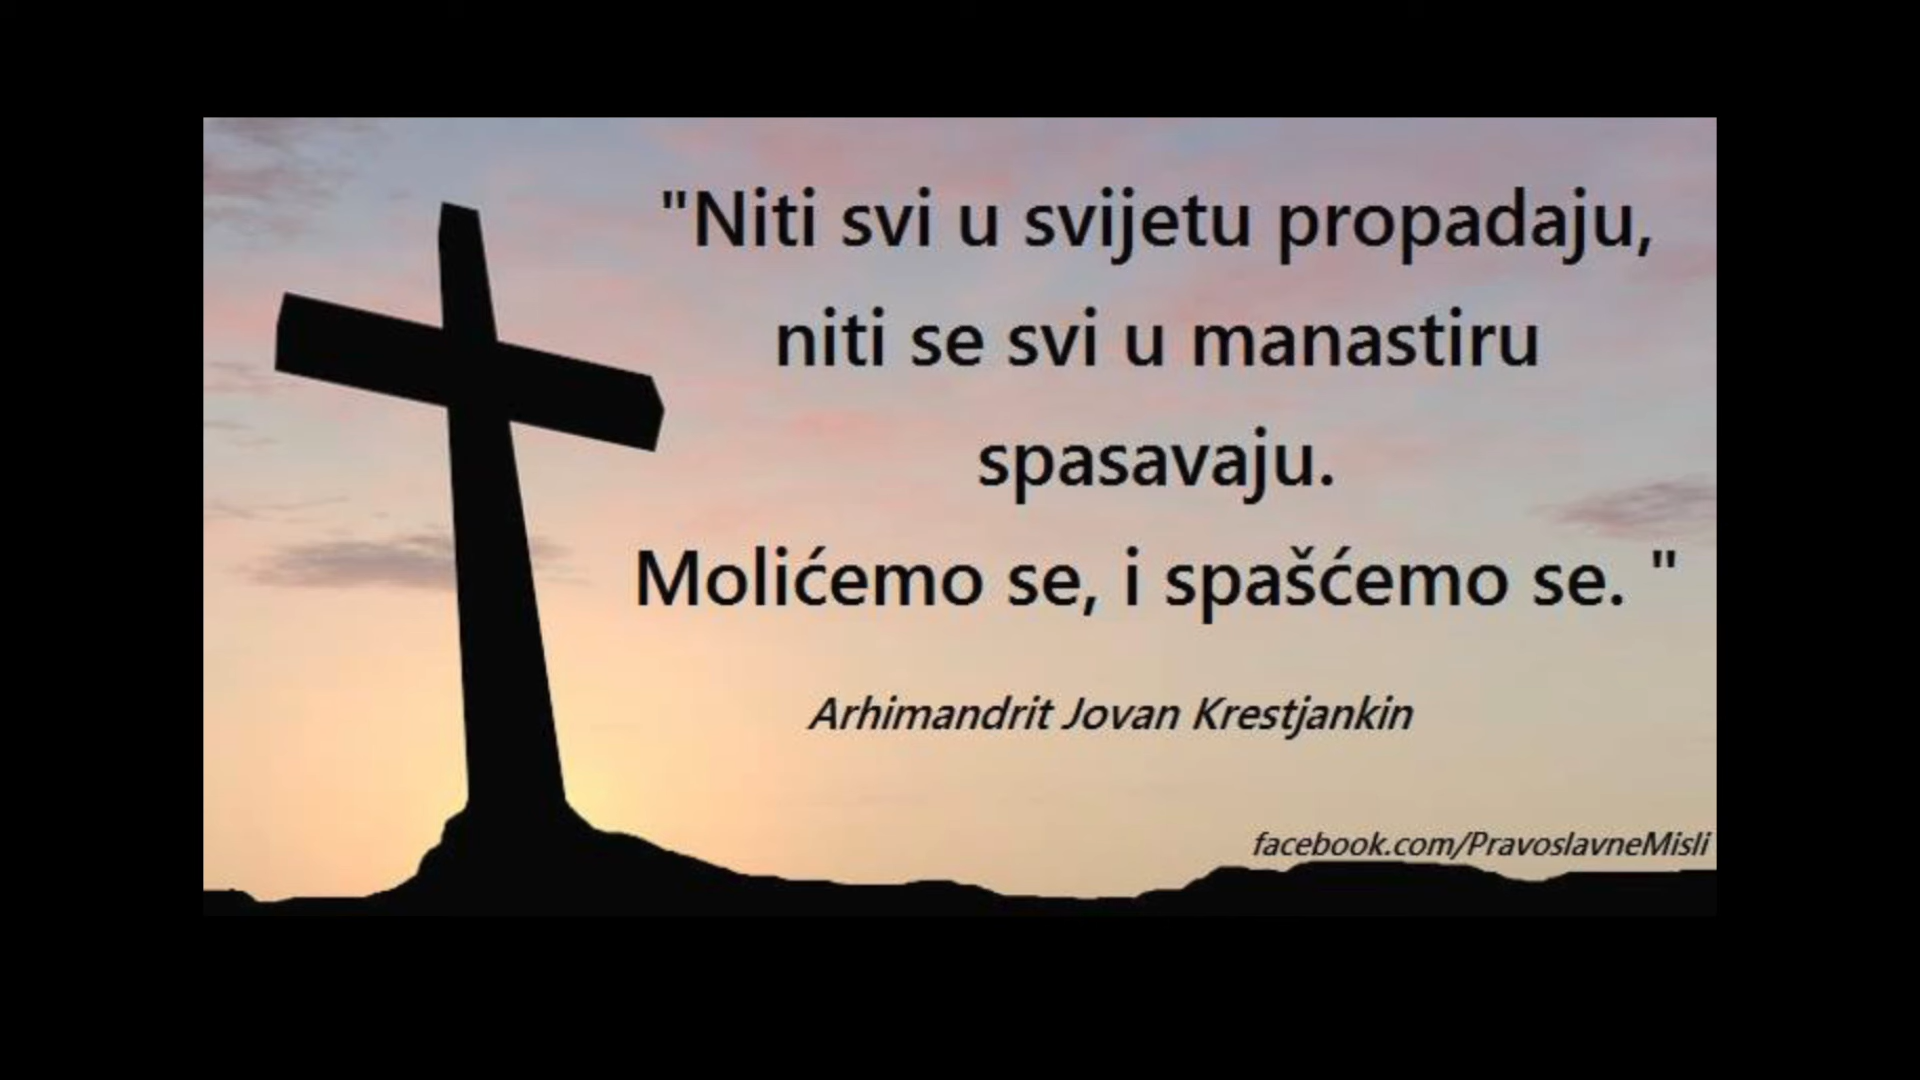 "Niti svi u svijetu propadaju,
niti se svi u manastiru
spasavaju.
Molićemo se, i spašćemo se. "
Arhimandrit Jovan Krestjankin
facebook.com/PravoslavneMisli